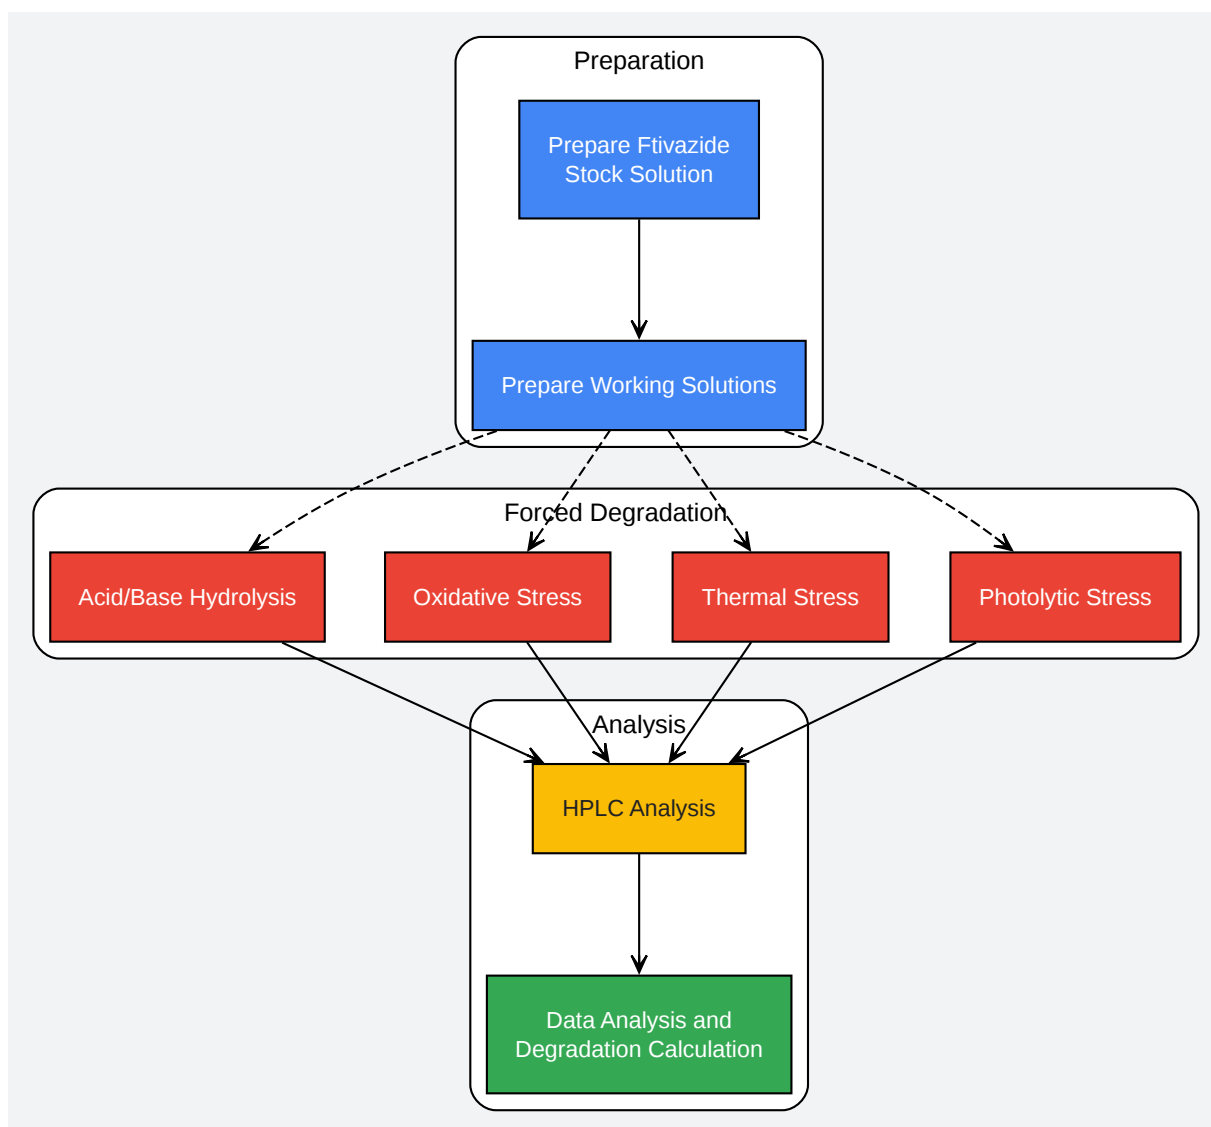 Preparation
Prepare Ftivazide
Stock Solution
Prepare Working Solutions
Forced Degradation
Acid/Base Hydrolysis
Oxidative Stress
Thermal Stress
Photolytic Stress
Analysis
HPLC Analysis
Data Analysis and
Degradation Calculation